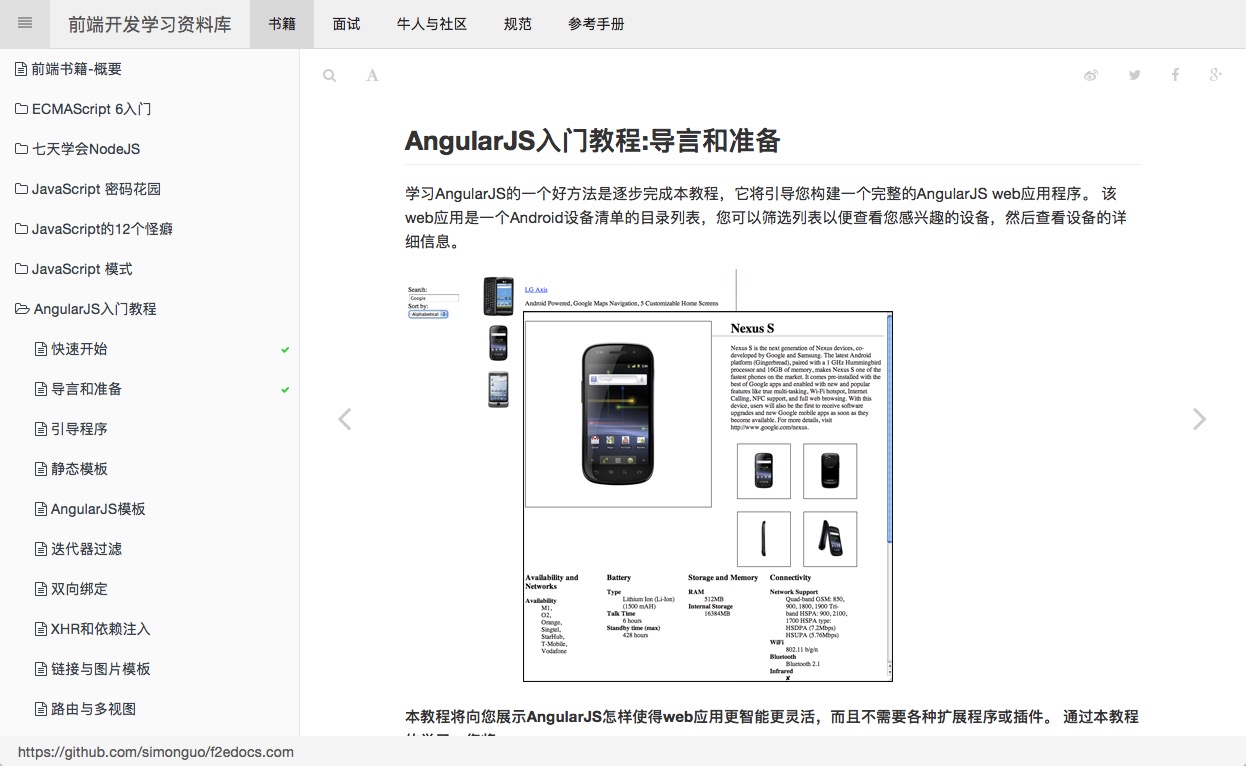 前端开发学习资料库
书籍
面试
牛人与社区
规范
参考手册
前端书籍-概要
ECMAScript 6入门
七天学会NodeJS
JavaScript 密码花园
JavaScript的12个怪癖
JavaScript 模式
AngularJS入门教程
快速开始
导言和准备
引导程序
静态模板
AngularJS模板
迭代器过滤
双向绑定
XHR和依赖注入
链接与图片模板
路由与多视图
https://github.com/simonguo/f2edocs.com
A
AngularJS入门教程:导言和准备
学习AngularJS的一个好方法是逐步完成本教程，它将引导您构建一个完整的AngularJS web应用程序。 该
web应用是一个Android设备清单的目录列表，您可以筛选列表以便查看您感兴趣的设备，然后查看设备的详
细信息。
Search:
Google
Sort by:
Alphabetical
LG Axis
Android Powered, Google Maps Navigation, 5 Customizable Home Screens
Nexus S
Nexus S is the next generation of Nexus devices, co-
developed by Google and Samsung. The latest Android
platform (Gingerbread), paired with a 1 GHz Hummingbird
processor and 16GB of memory, makes Nexus S one of the
fastest phones on the market. It comes pre-installed with the
best of Google apps and enabled with new and popular
features like true multi-tasking, Wi-Fi hotspot, Internet
Calling, NFC support, and full web browsing. With this
device, users will also be the first to receive software
upgrades and new Google mobile apps as soon as they
become available. For more details, visit
http://www.google.com/nexus.
Availability and
Networks
Availability
M1,
O2,
Orange,
Singtel,
StarHub,
T-Mobile,
Vodafone
Battery
Type
Lithium Ion (Li-Ion)
(1500 mAH)
Talk Time
6 hours
Standby time (max)
428 hours
Storage and Memory
RAM
512MB
Internal Storage
16384MB
Connectivity
Network Support
Quad-band GSM: 850,
900, 1800, 1900 Tri-
band HSPA: 900, 2100,
1700 HSPA type:
HSDPA (7.2Mbps)
HSUPA (5.76Mbps)
WiFi
802.11 b/g/n
Bluetooth
Bluetooth 2.1
Infrared
✘
本教程将向您展示AngularJS怎样使得web应用更智能更灵活，而且不需要各种扩展程序或插件。 通过本教程